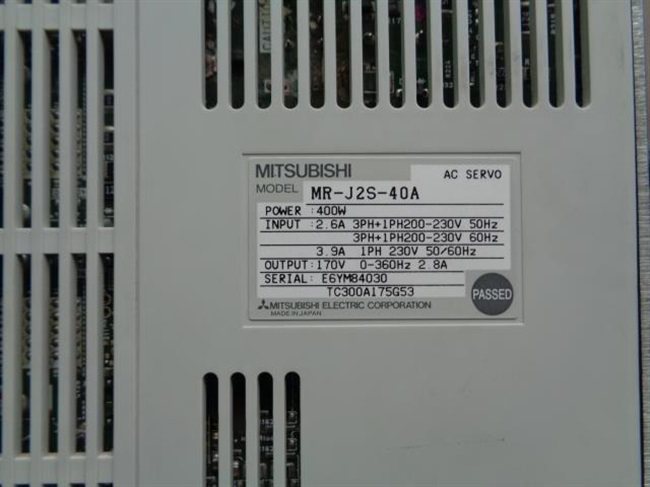 MITSUBISHI
AC SERVO
MODEL MR-J2S-40A
POWER :400W
INPUT :2.6A 3PH+1PH200-230V 50Hz
3PH+1PH200-230V 60Hz
3.9A 1PH 230V 50/60Hz
OUTPUT:170V 0-360Hz 2.8A
SERIAL: E6YM84030
TC300A175G53
PASSED
MITSUBISHI ELECTRIC CORPORATION
MADE IN JAPAN
CAUTION